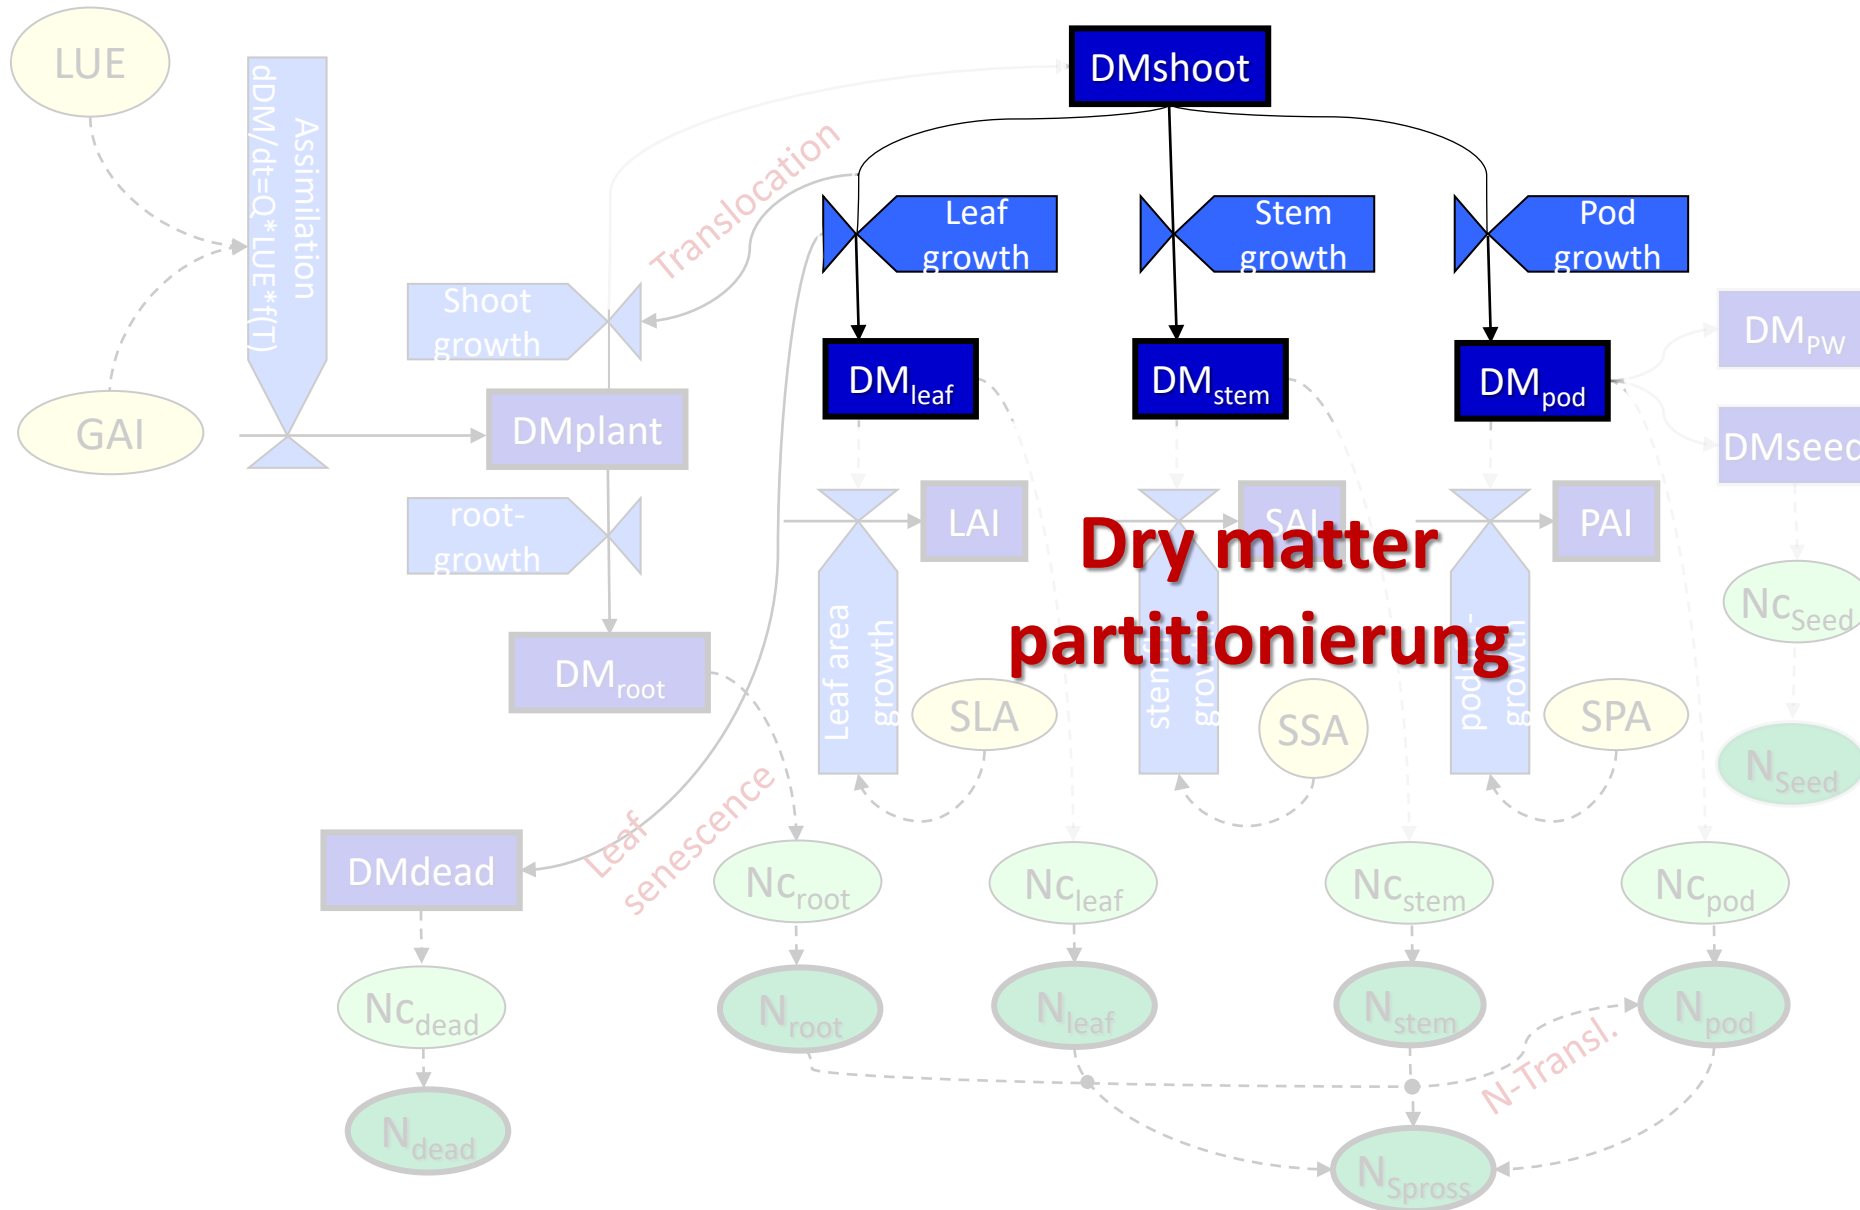 LUE
DMshoot
Assimilation
dDM/dt=Q*LUE*f(T)
Translocation
Leaf
growth
Stem
growth
Pod
growth
Shoot
growth
DMPW
DMleaf
DMstem
DMpod
GAI
DMplant
DMseed
root-
growth
LAI
SAI
PAI
Dry matter
partitionierung
NcSeed
Leaf area
growth
growth
growth
DMroot
SLA
SSA
SPA
NSeed
Leaf
senescence
DMdead
Ncroot
Ncleaf
Ncstem
Ncpod
Ncdead
Nroot
Nleaf
Nstem
Npod
N-Transl.
Ndead
NSpross